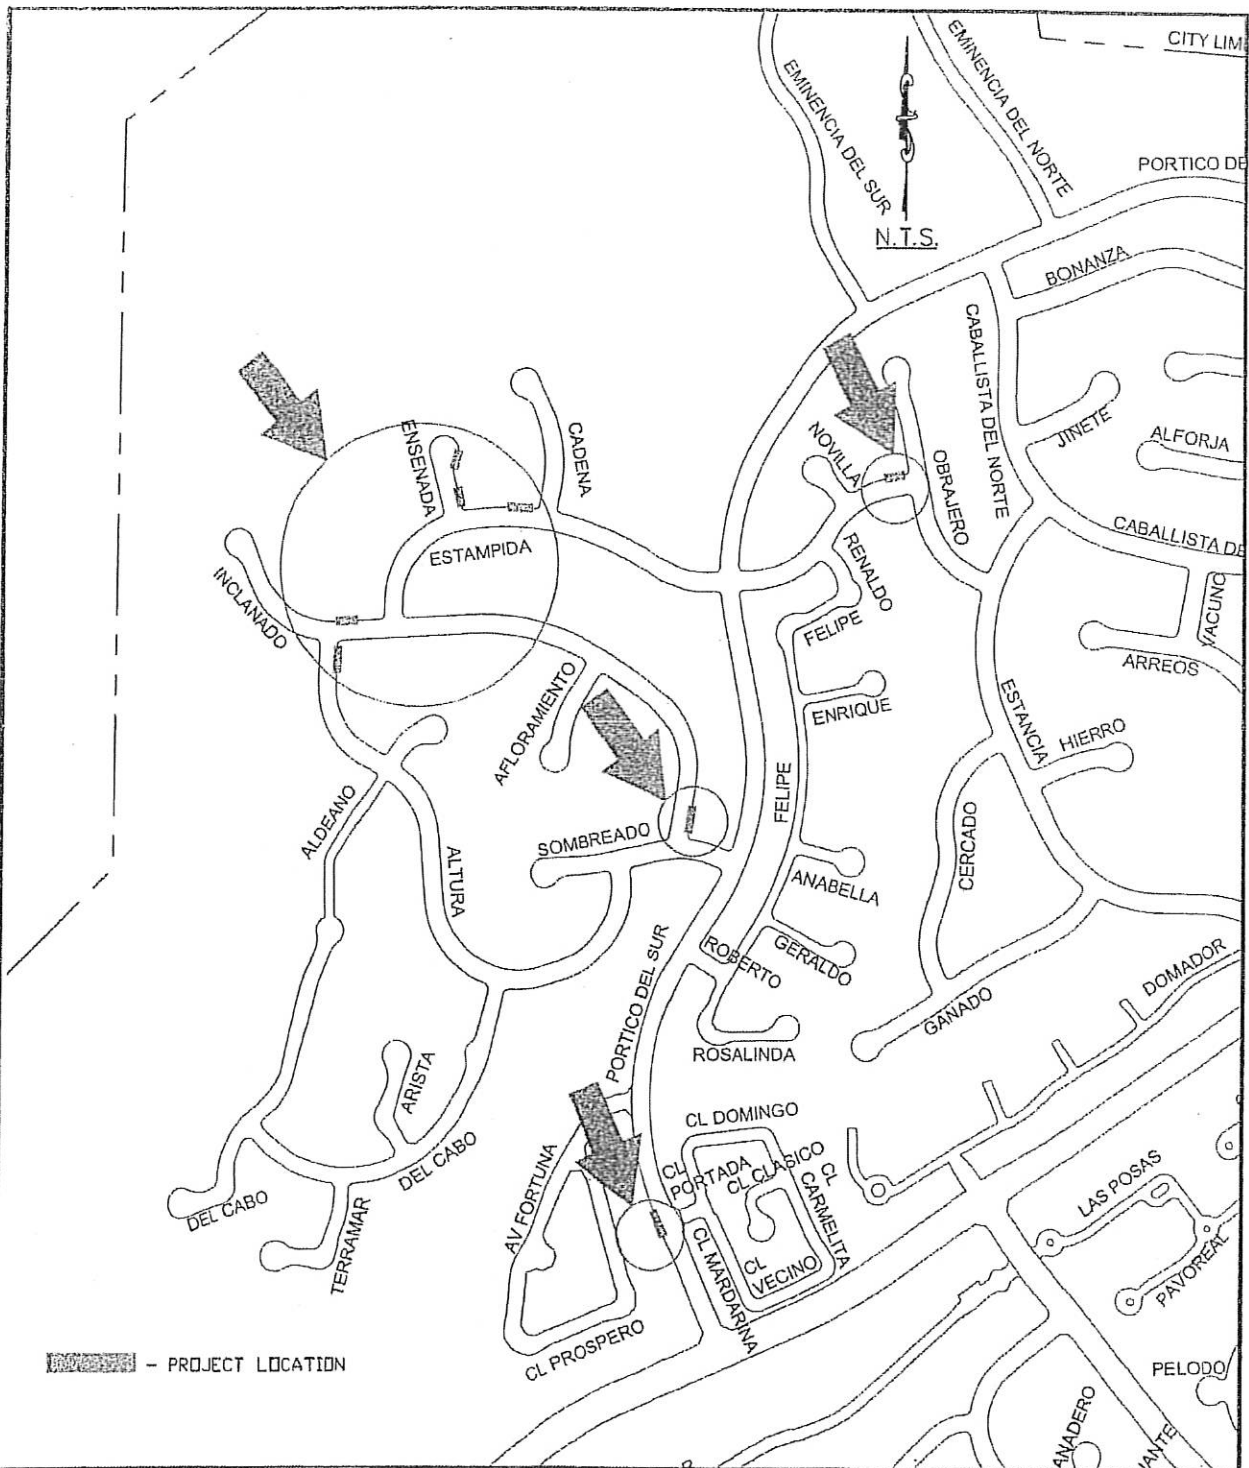 CITY LIM
EMINENCIA DEL NORTE
EMINENCIA DEL SUR
PORTICO DE
N.T.S.
BONANZA
CABALLISTA DEL NORTE
JINETE
ALFORJA
ENSENADA
CADENA
NOVILLA
OBRAJERO
CABALLISTA DE
ESTAMPIDA
RENALDO
INCLANADO
VACUNO
FELIPE
ARREOS
AFLORAMIENTO
ENRIQUE
ESTANCIA
HIERRO
FELIPE
ALDEANO
SOMBREADO
CERCADO
ALTURA
ANABELLA
PORTICO DEL SUR
ROBERTO
GERALDO
DOMADOR
GANADO
ROSALINDA
ARISTA
CL DOMINGO
CL
PORTADA
CL CLASICO
CL
CARMELITA
DEL CABO
AV FORTUNA
LAS POSAS
DEL CABO
TERRAMAR
CL MARDARINA
CL
VECINO
PAVOREAL
CL PROSPERO
- PROJECT LOCATION
PELODO
ANADERO
IANTE